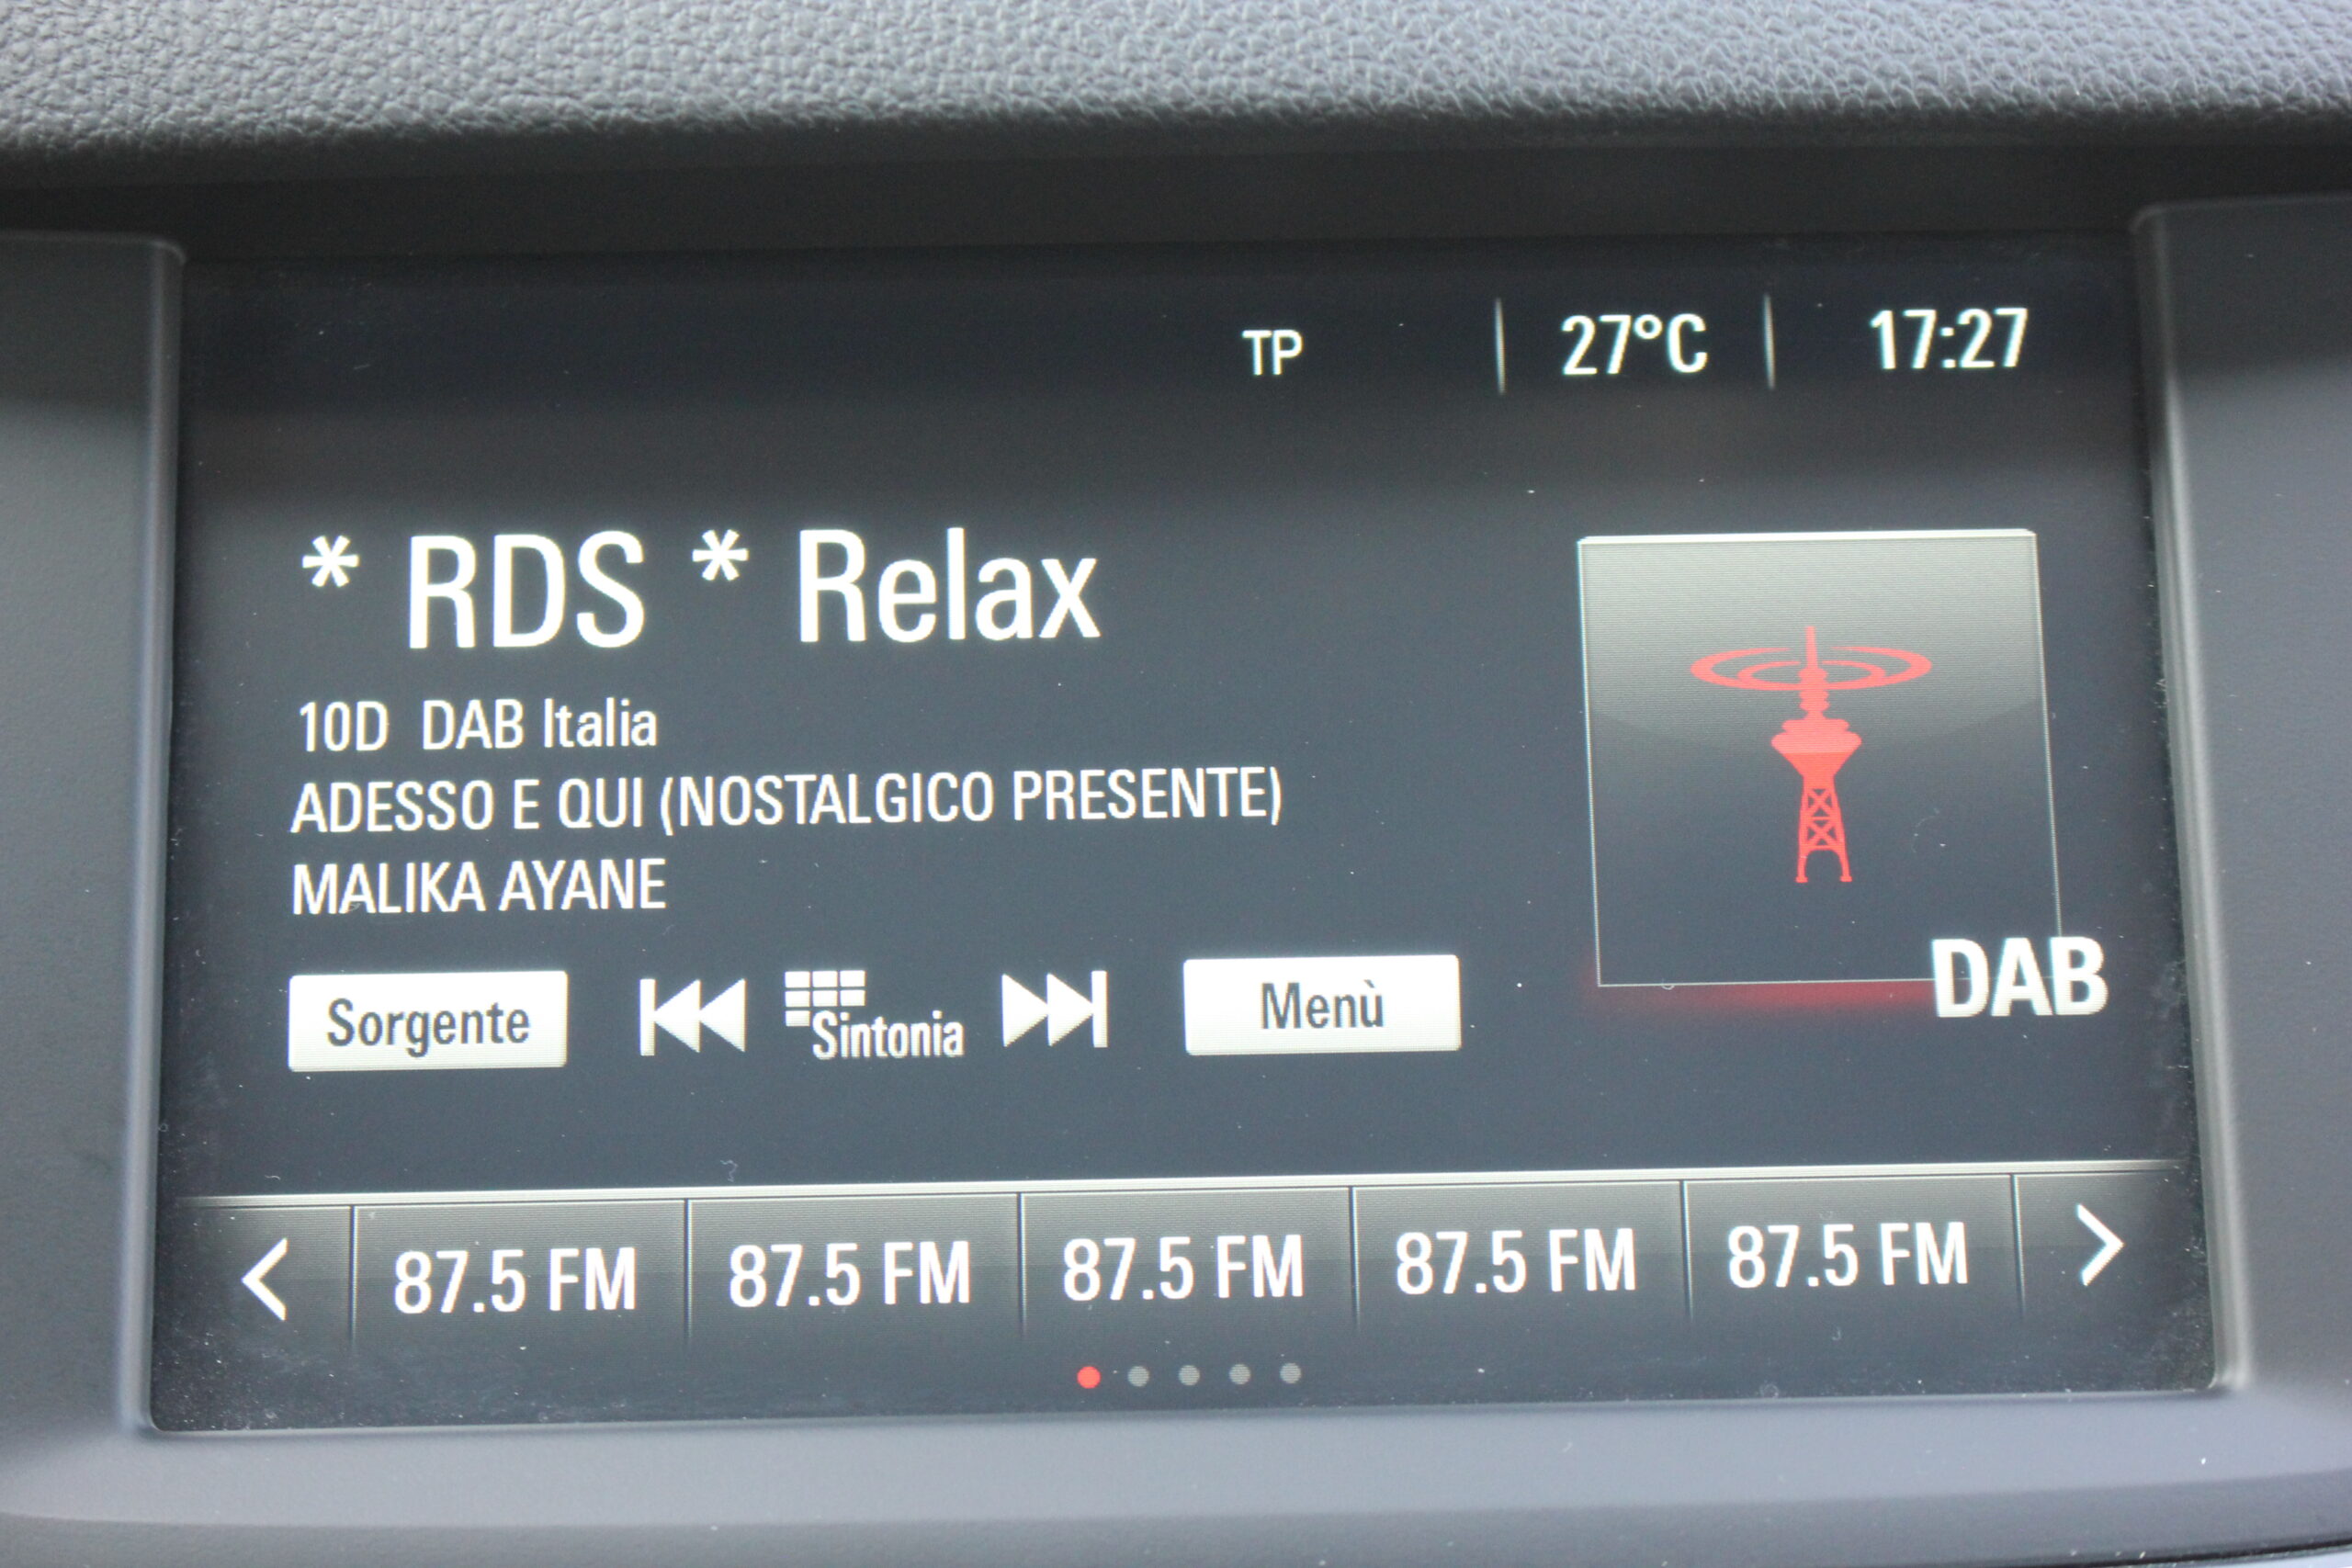 TP 27°C 17:27
* RDS * Relax
10D DAB Italia
ADESSO E QUI (NOSTALGICO PRESENTE)
MALIKA AYANE
DAB
Sorgente Sintonia Menù
87.5 FM 87.5 FM 87.5 FM 87.5 FM 87.5 FM